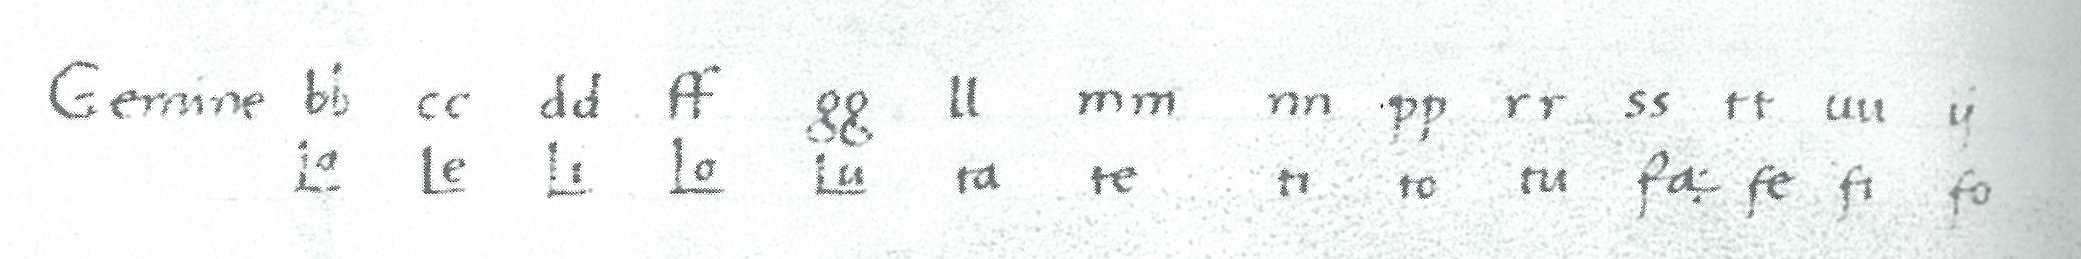 Gemine bb cc dd ff gg ll mm nn pp rr ss tt uu ij
La Le Li Lo Lu ta te ti to tu fa fe fi fo